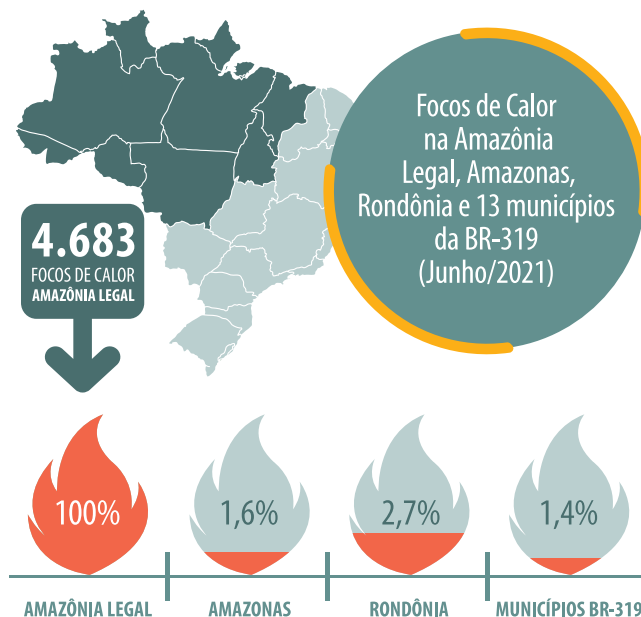 Focos de Calor
na Amazônia
Legal, Amazonas,
Rondônia e 13 municípios
da BR-319
(Junho/2021)
4.683
FOCOS DE CALOR
AMAZÔNIA LEGAL
100%
1,6%
2,7%
1,4%
AMAZÔNIA LEGAL
AMAZONAS
RONDÔNIA
MUNICÍPIOS BR-319